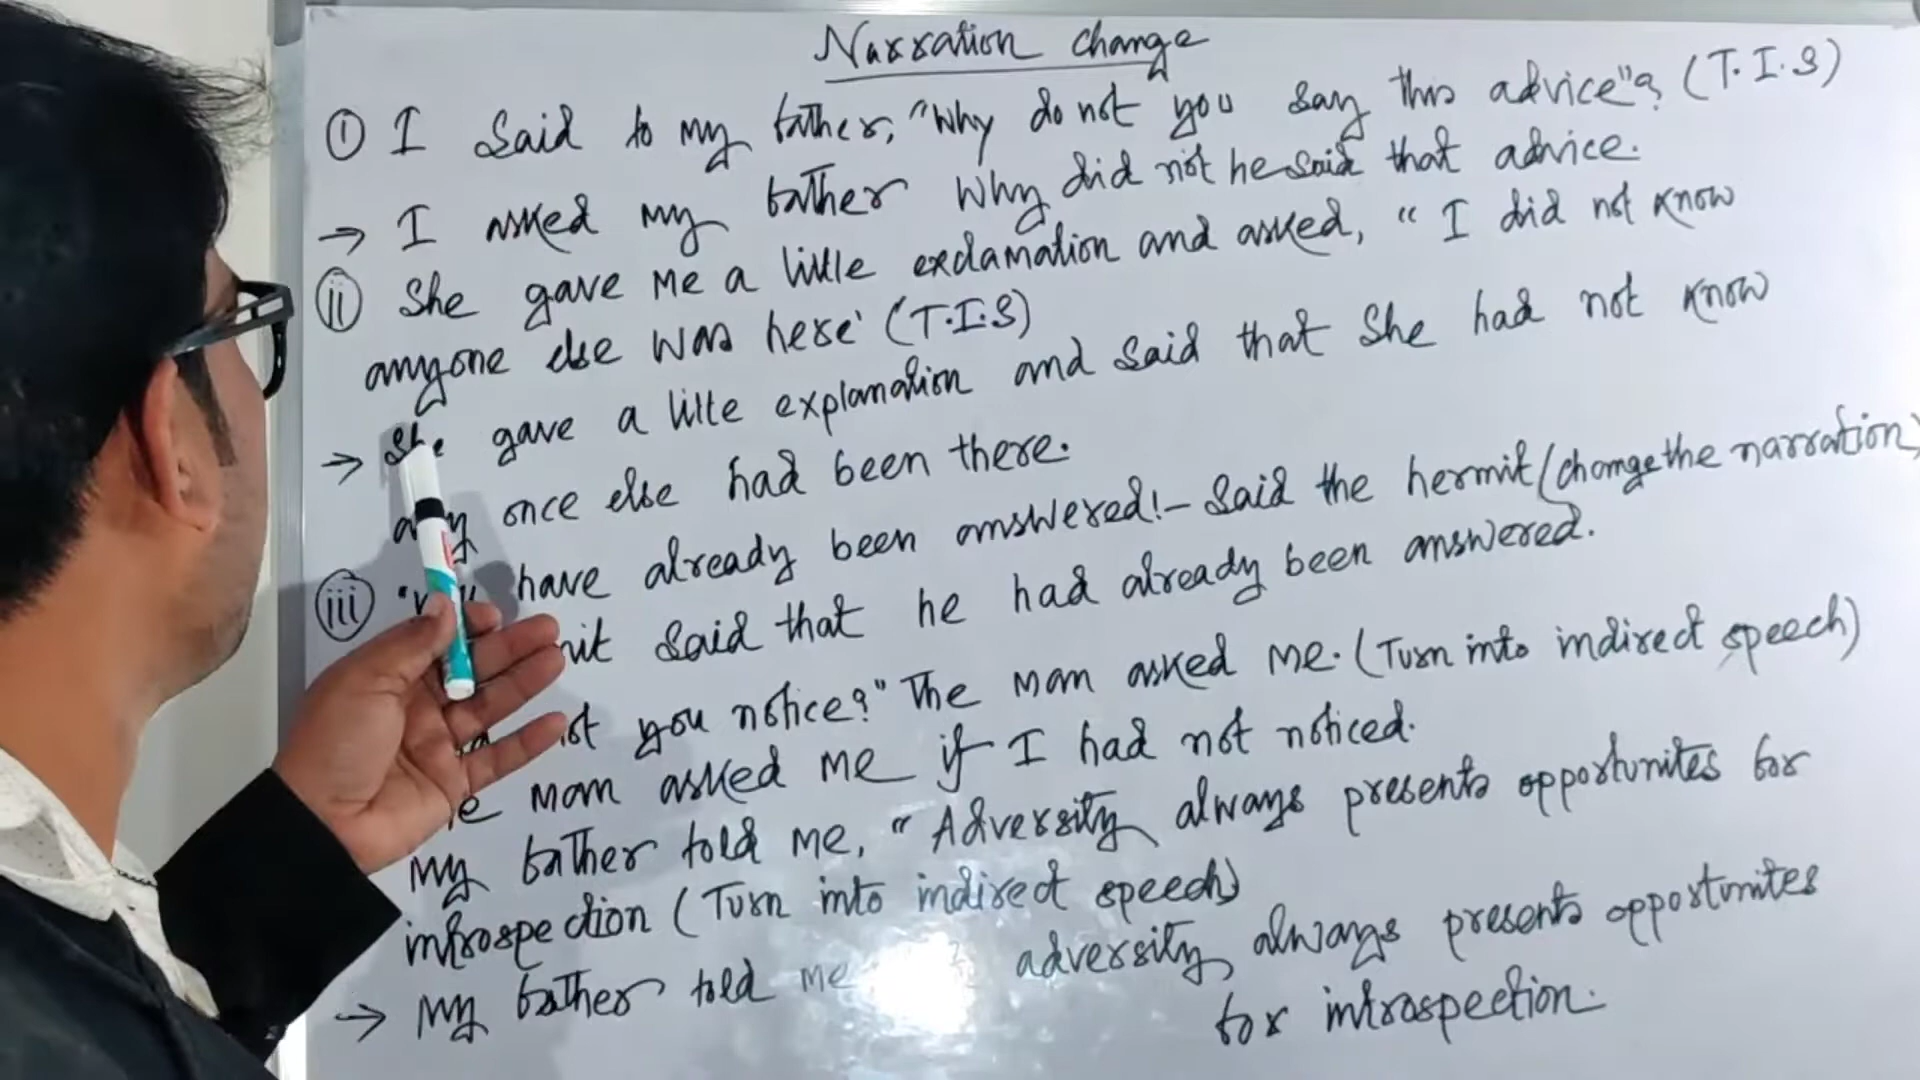 Narration change
(i) I said to my father, "Why do not you say this advice"? (T.I.S)
→ I asked my father why did not he said that advice.
(ii) She gave me a little exclamation and asked, "I did not know
anyone else was here' (T.I.S)
→ She gave a litte explanation and said that she had not know
any once else had been there.
(iii) have already been answered!- said the hermit (change the narration)
said that he had already been answered.
you notice?" The man asked me. (Turn into indirect speech)
man asked me if I had not noticed.
My father told me, "Adversity always presents opportunites for
introspection (Turn into indirect speech)
→ My father told me adversity always presents opportunites
for introspection.